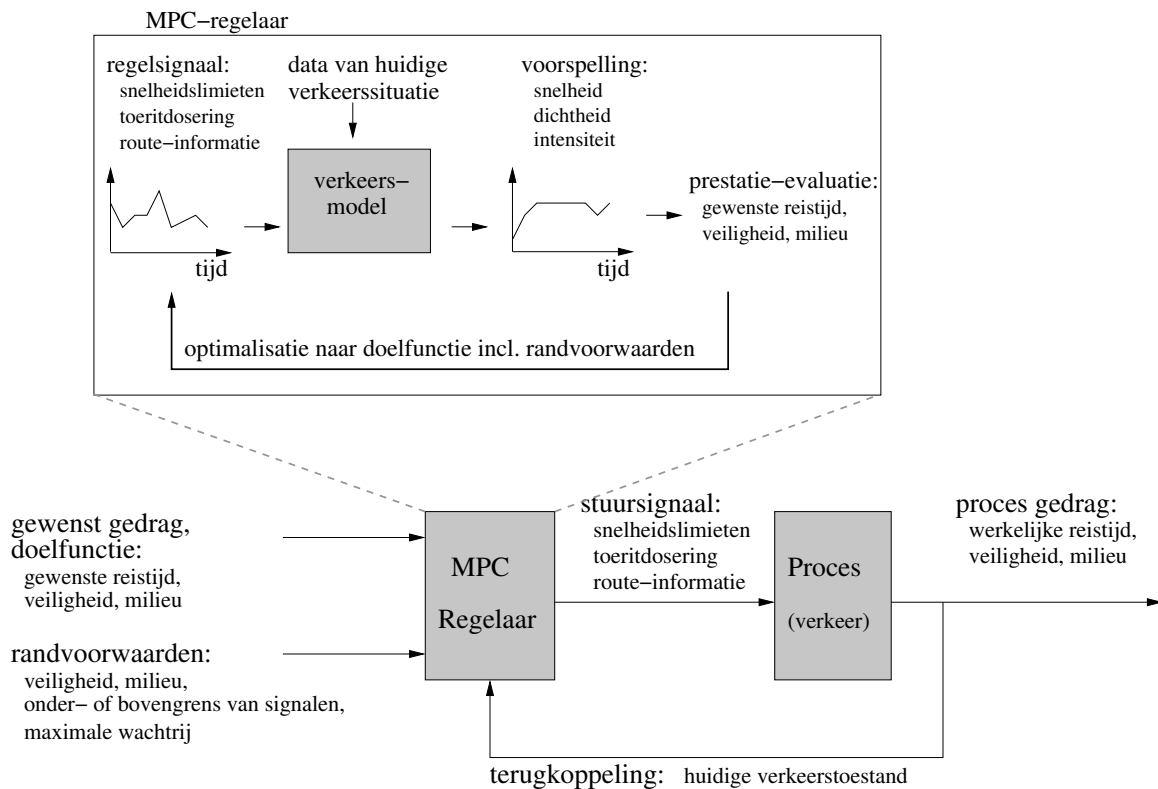 MPC−regelaar
regelsignaal:
snelheidslimieten
toeritdosering
route−informatie
data van huidige
verkeerssituatie
voorspelling:
snelheid
dichtheid
intensiteit
verkeers−
model
prestatie−evaluatie:
gewenste reistijd,
veiligheid, milieu
tijd
tijd
optimalisatie naar doelfunctie incl. randvoorwaarden
gewenst gedrag,
doelfunctie:
gewenste reistijd,
veiligheid, milieu
randvoorwaarden:
veiligheid, milieu,
onder− of bovengrens van signalen,
maximale wachtrij
MPC
Regelaar
stuursignaal:
snelheidslimieten
toeritdosering
route−informatie
Proces
(verkeer)
proces gedrag:
werkelijke reistijd,
veiligheid, milieu
terugkoppeling: huidige verkeerstoestand